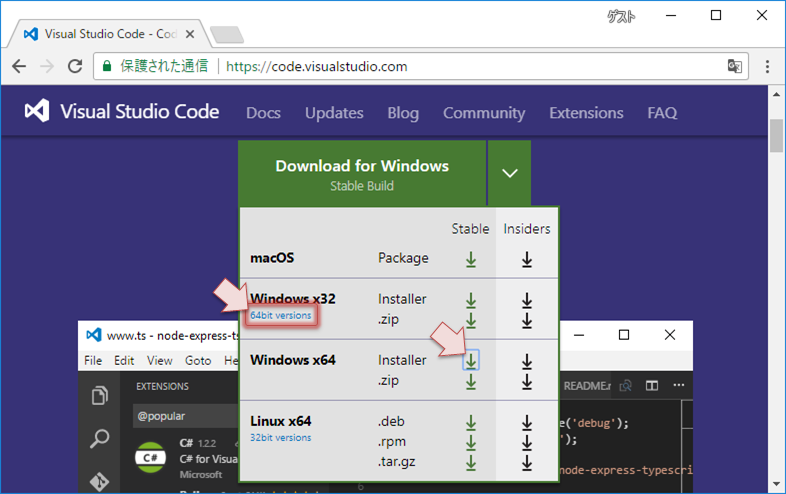 ゲスト
Visual Studio Code - Cod
保護された通信 https://code.visualstudio.com
Visual Studio Code Docs Updates Blog Community Extensions FAQ
Download for Windows
Stable Build
Stable Insiders
macOS Package
Windows x32 Installer
64bit versions .zip
Windows x64 Installer
.zip
Linux x64 .deb
32bit versions .rpm
.tar.gz
www.ts - node-express-ts
File Edit View Goto He
EXTENSIONS README.r
@popular
('debug');
');
C# 1.2.2
C# for Visua
Microsoft
node-express-typescri